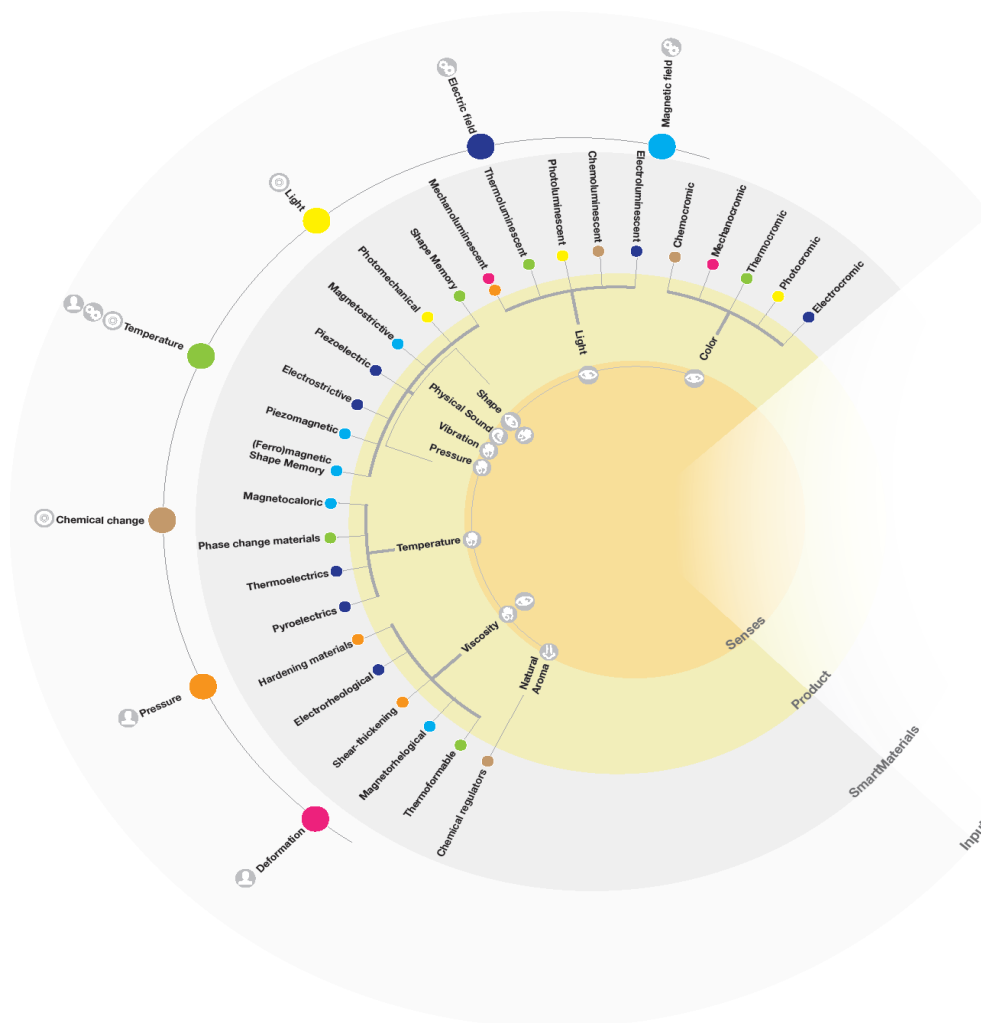 Magnetic field
Electric field
Light
Temperature
Chemical change
Pressure
Deformation
Electrocromic
Photocromic
Thermocromic
Mechanocromic
Chemocromic
Electroluminescent
Chemoluminescent
Photoluminescent
Thermoluminescent
Mechanoluminescent
Shape Memory
Photomechanical
Magnetostrictive
Piezoelectric
Electrostrictive
Piezomagnetic
(Ferro)magnetic
Shape Memory
Magnetocaloric
Phase change materials
Thermoelectrics
Pyroelectrics
Hardening materials
Electrorheological
Shear-thickening
Magnetorhelogical
Thermoformable
Chemical regulators
Color
Light
Shape
Physical Sound
Vibration
Pressure
Temperature
Viscosity
Natural
Aroma
Senses
Product
SmartMaterials
Input